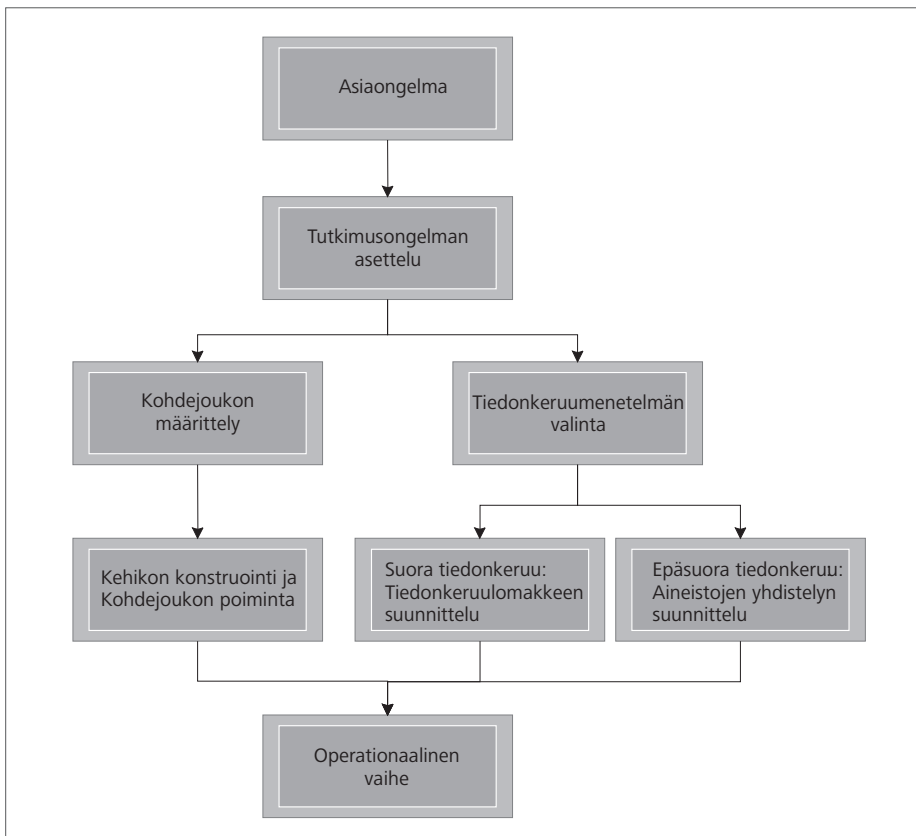 Asiaongelma
Tutkimusongelman
asettelu
Kohdejoukon
määrittely
Tiedonkeruumenetelmän
valinta
Kehikon konstruointi ja
Kohdejoukon poiminta
Suora tiedonkeruu:
Tiedonkeruulomakkeen
suunnittelu
Epäsuora tiedonkeruu:
Aineistojen yhdistelyn
suunnittelu
Operationaalinen
vaihe